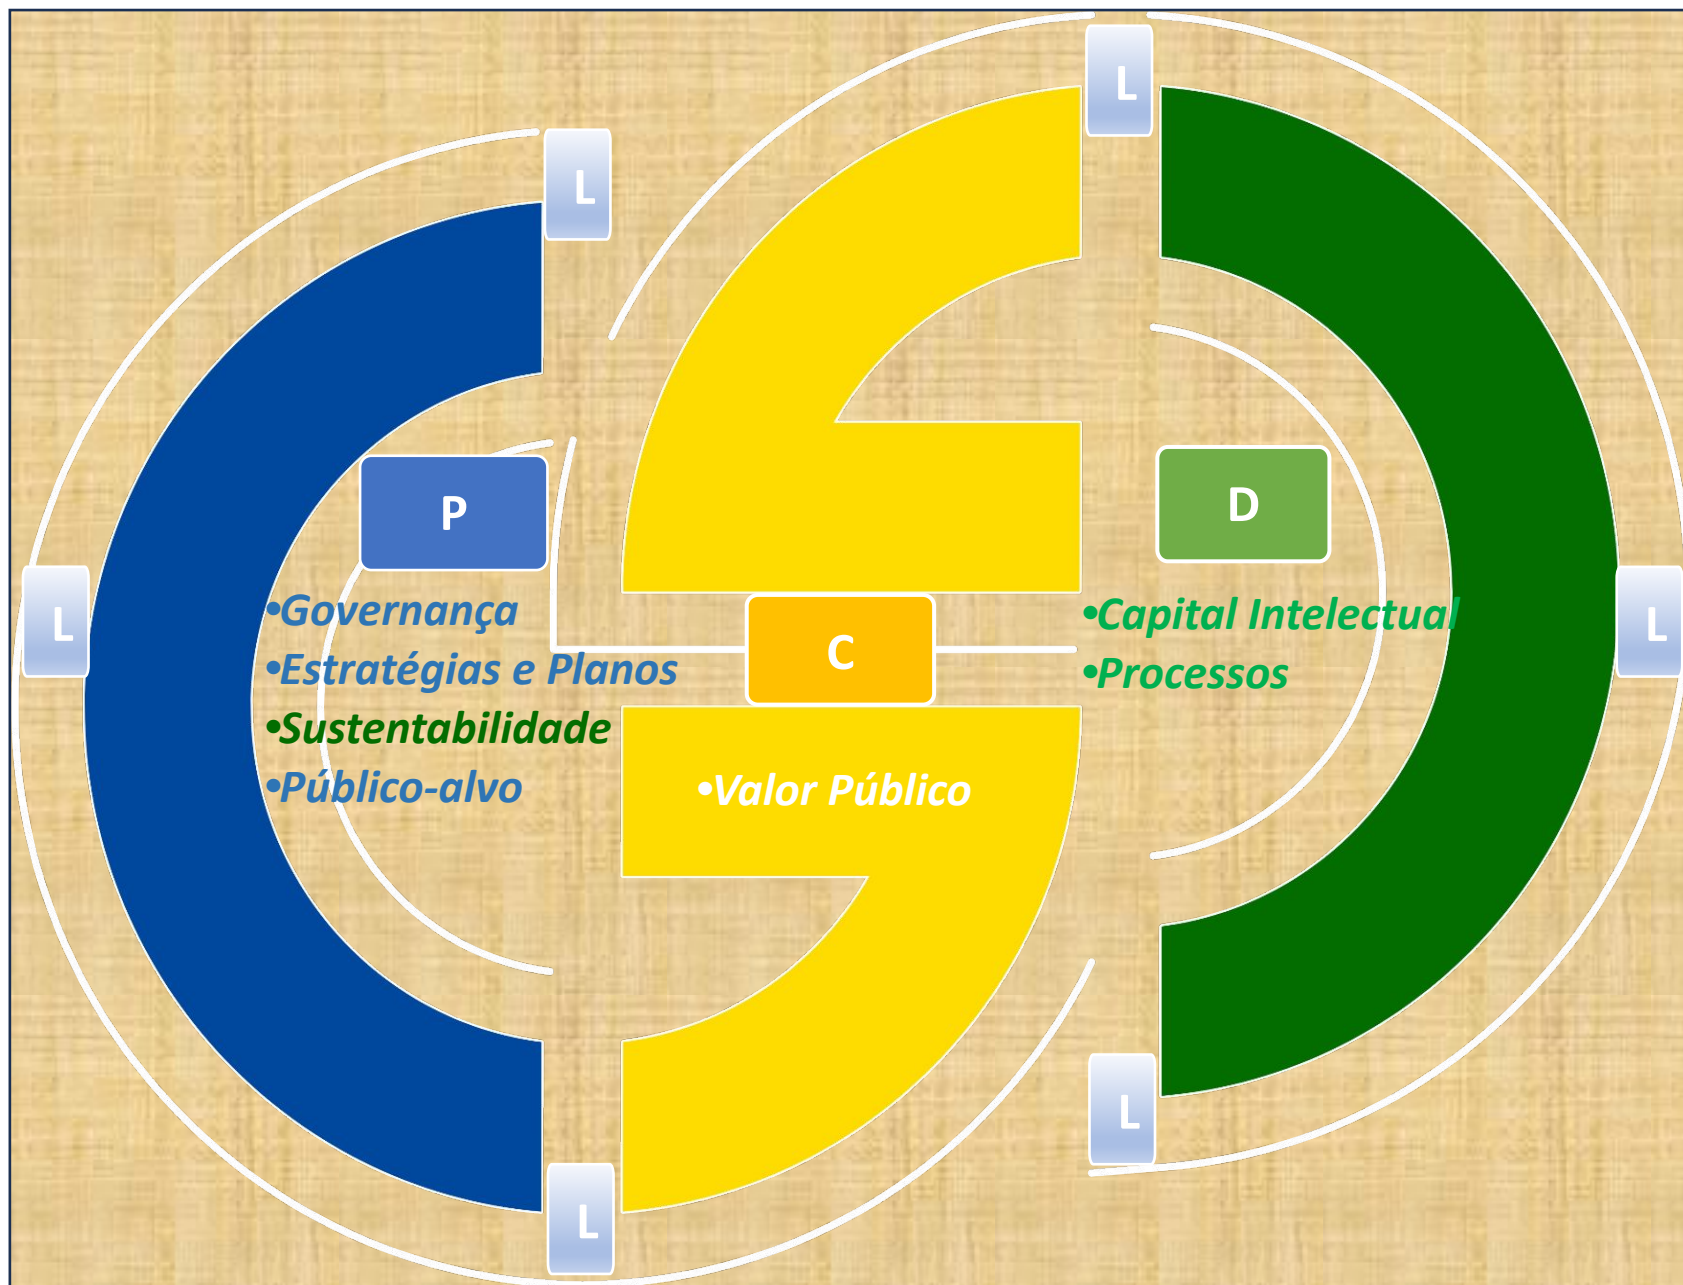 L
L
L
P
•Governança
•Estratégias e Planos
•Sustentabilidade
•Público-alvo
L
C
•Valor Público
D
•Capital Intelectual
•Processos
L
L